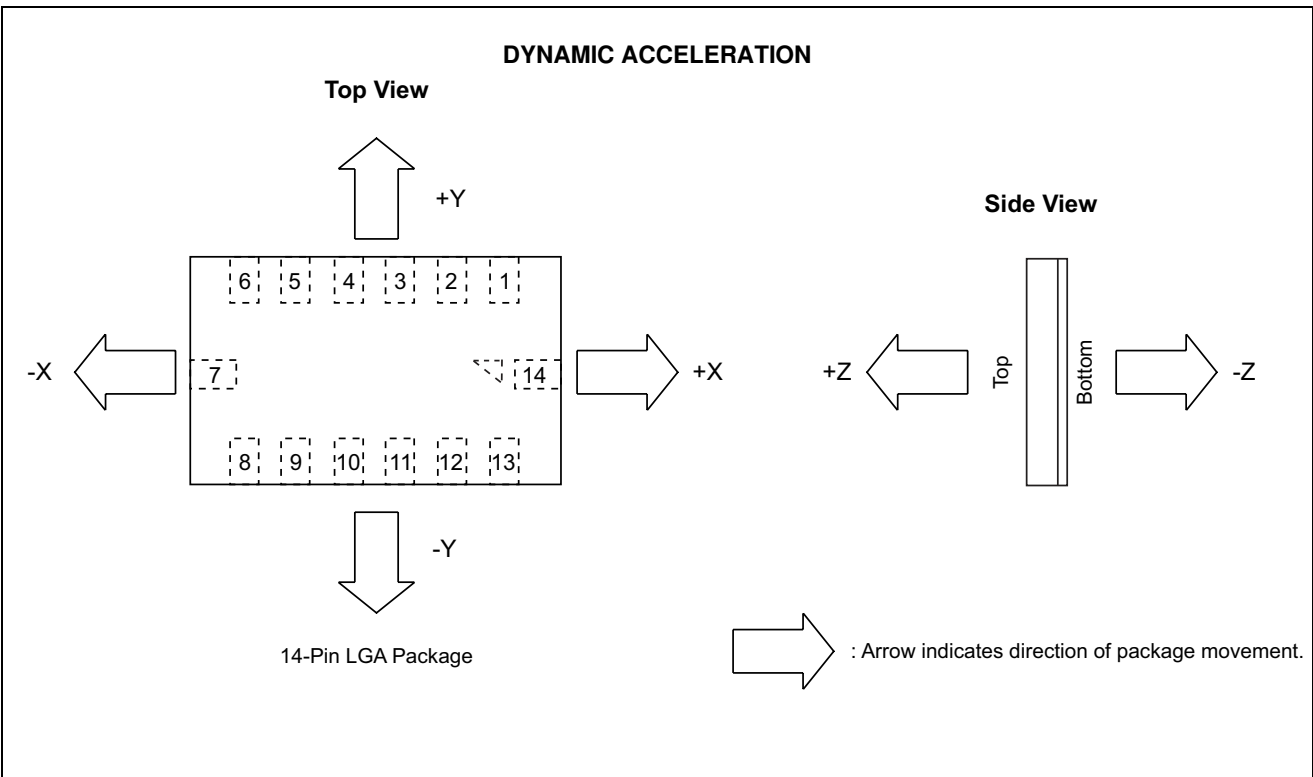 DYNAMIC ACCELERATION
Top View
+Y
Side View
6 5 4 3 2 1
-X
7
14
+X
+Z
Top
Bottom
-Z
8 9 10 11 12 13
-Y
14-Pin LGA Package
: Arrow indicates direction of package movement.